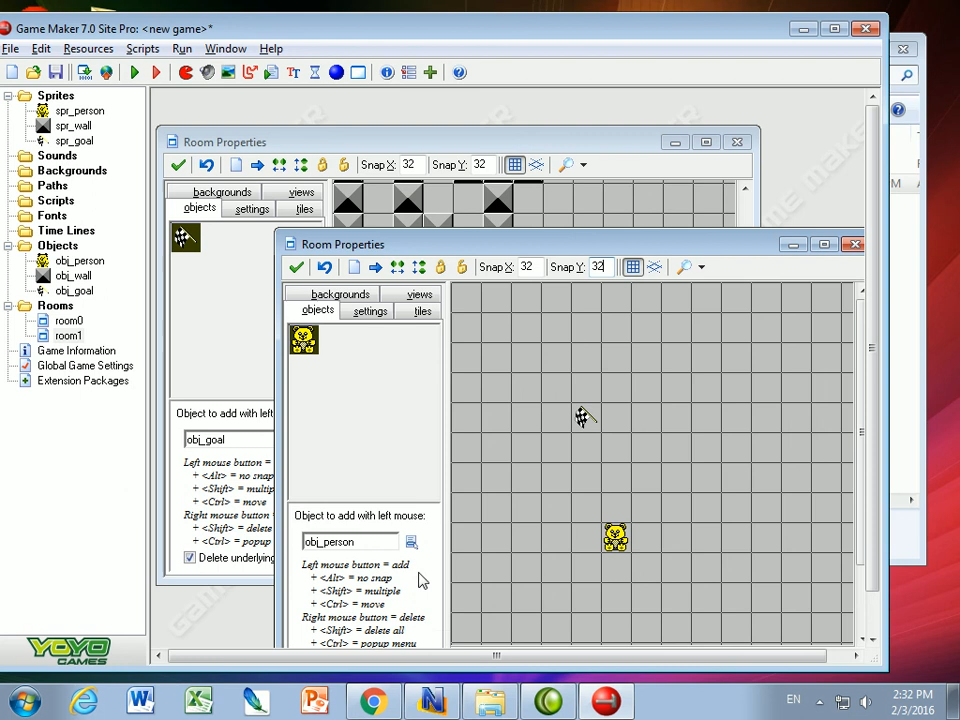 Game Maker 7.0 Site Pro: <new game>*
File Edit Resources Scripts Run Window Help
Sprites
spr_person
spr_wall
spr_goal
Sounds
Backgrounds
Paths
Scripts
Fonts
Time Lines
Objects
obj_person
obj_wall
obj_goal
Rooms
room0
room1
Game Information
Global Game Settings
Extension Packages
YOYO
GAMES
Room Properties
Snap X: 32 Snap Y: 32
backgrounds views
objects settings tiles
Object to add with left
obj_goal
Left mouse button =
+ <Alt> = no snap
+ <Shift> = multip
+ <Ctrl> = move
Right mouse button =
+ <Shift> = delete
+ <Ctrl> = popup
Delete underlying
Room Properties
Snap X: 32 Snap Y: 32
backgrounds views
objects settings tiles
Object to add with left mouse:
obj_person
Left mouse button = add
+ <Alt> = no snap
+ <Shift> = multiple
+ <Ctrl> = move
Right mouse button = delete
+ <Shift> = delete all
+ <Ctrl> = popup menu
EN
2:32 PM
2/3/2016